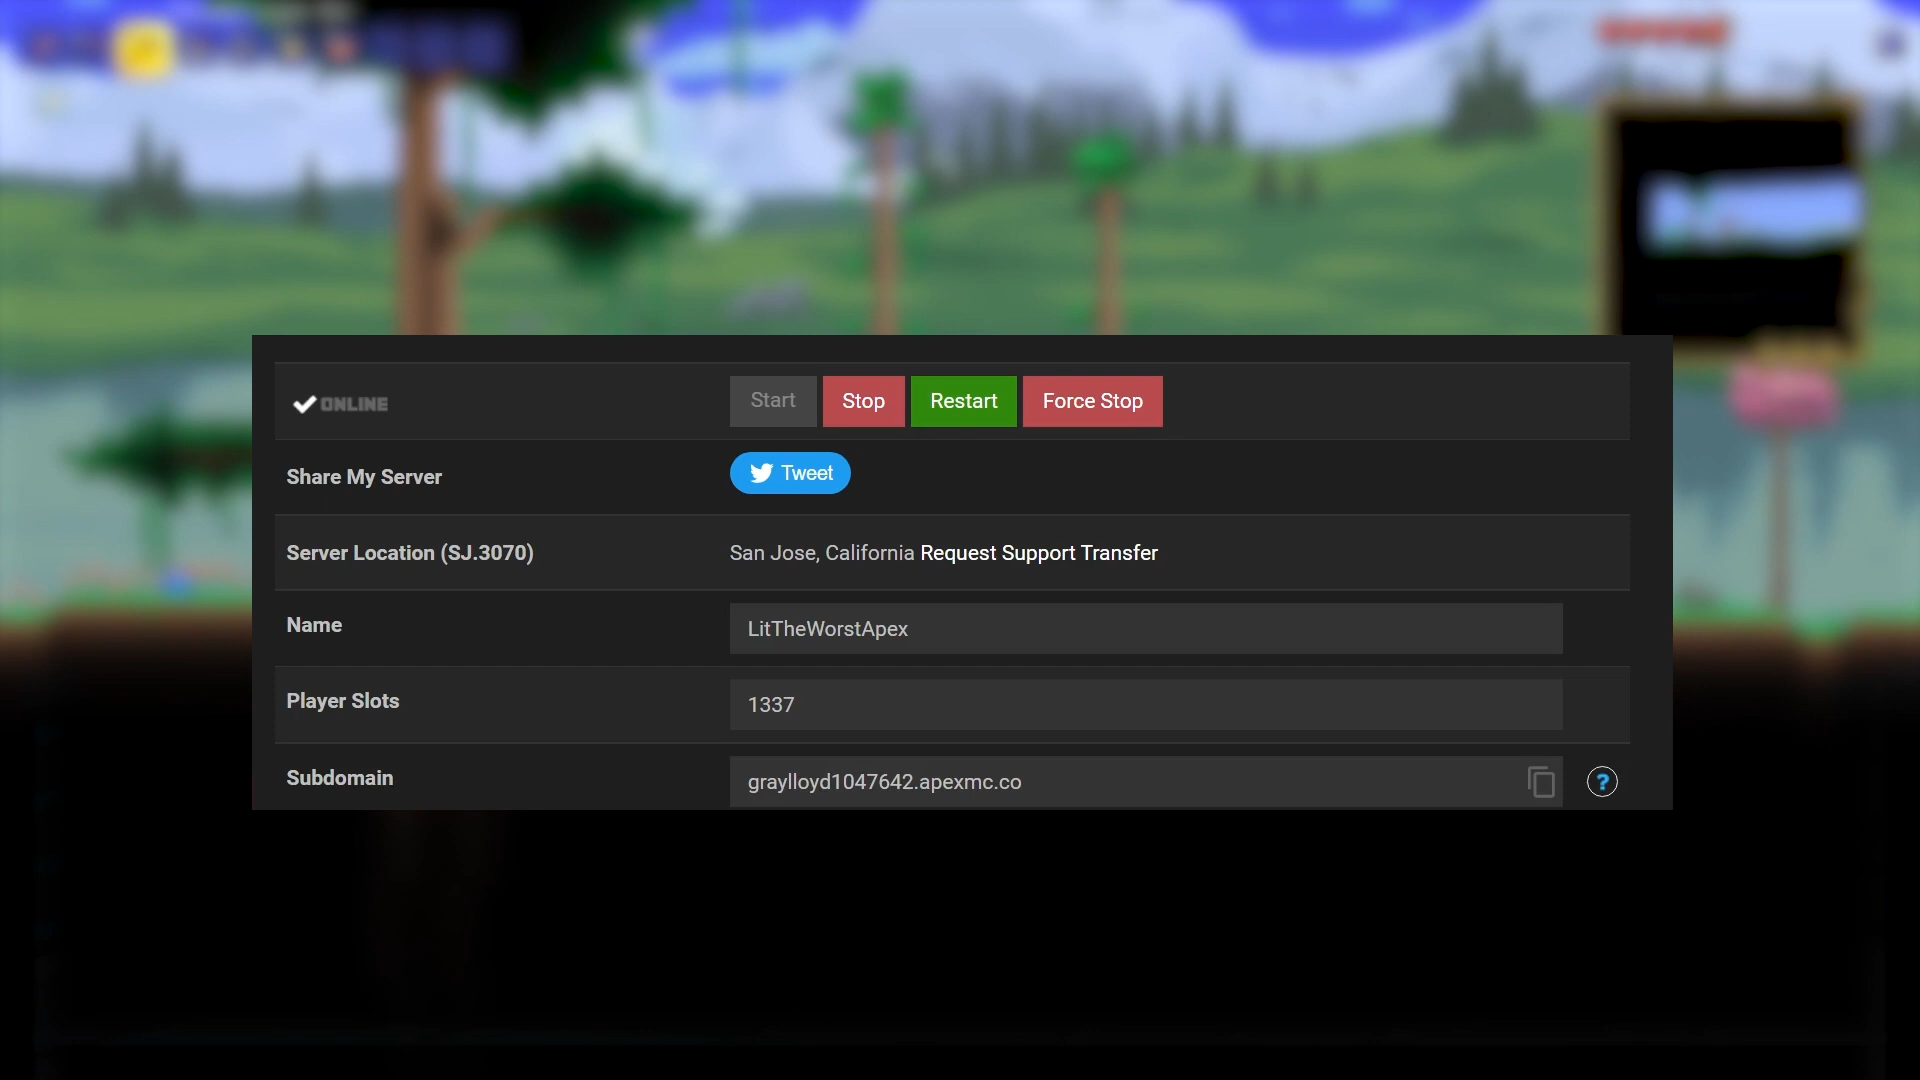 ONLINE Start Stop Restart Force Stop
Share My Server Tweet
Server Location (SJ.3070) San Jose, California Request Support Transfer
Name LitTheWorstApex
Player Slots 1337
Subdomain graylloyd1047642.apexmc.co ?